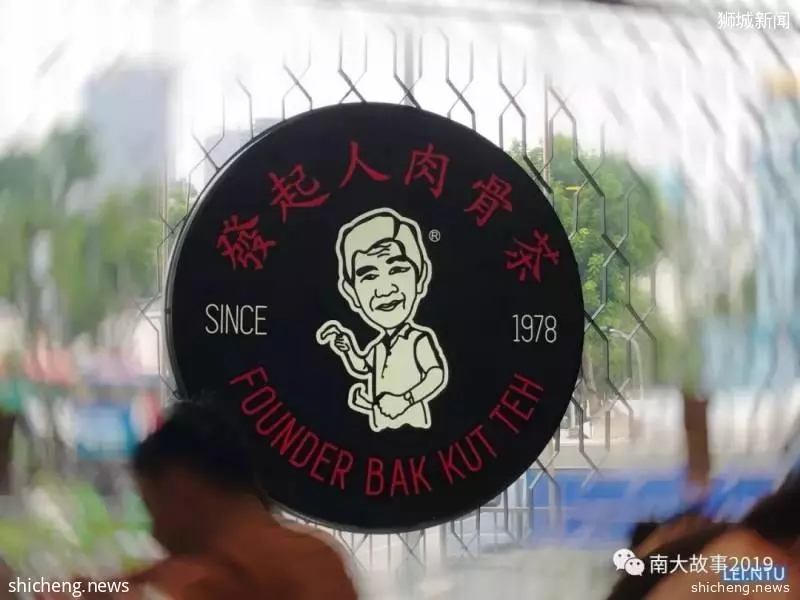 狮城新闻
發起人肉骨茶
®
SINCE
1978
FOUNDER BAK KUT TEH
南大故事2019
LEI.NTU
shicheng.news
shicheng.news